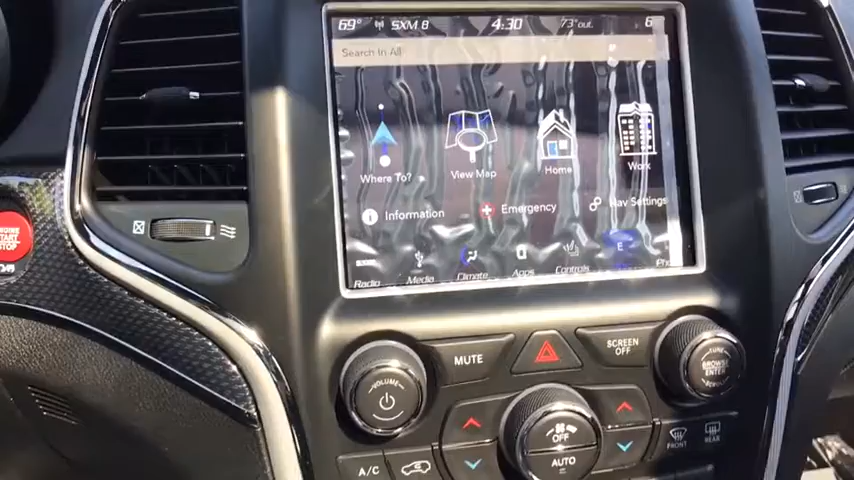 69° SXM 8 4:30 73° out. 6
Search In All
Where To? View Map Home Work
Information Emergency Nav Settings
E
Radio Media Climate Apps Controls Nav
ENGINE
START
STOP
MUTE SCREEN
OFF
VOLUME
BROWSE
ENTER
OFF
AUTO
A/C
FRONT REAR